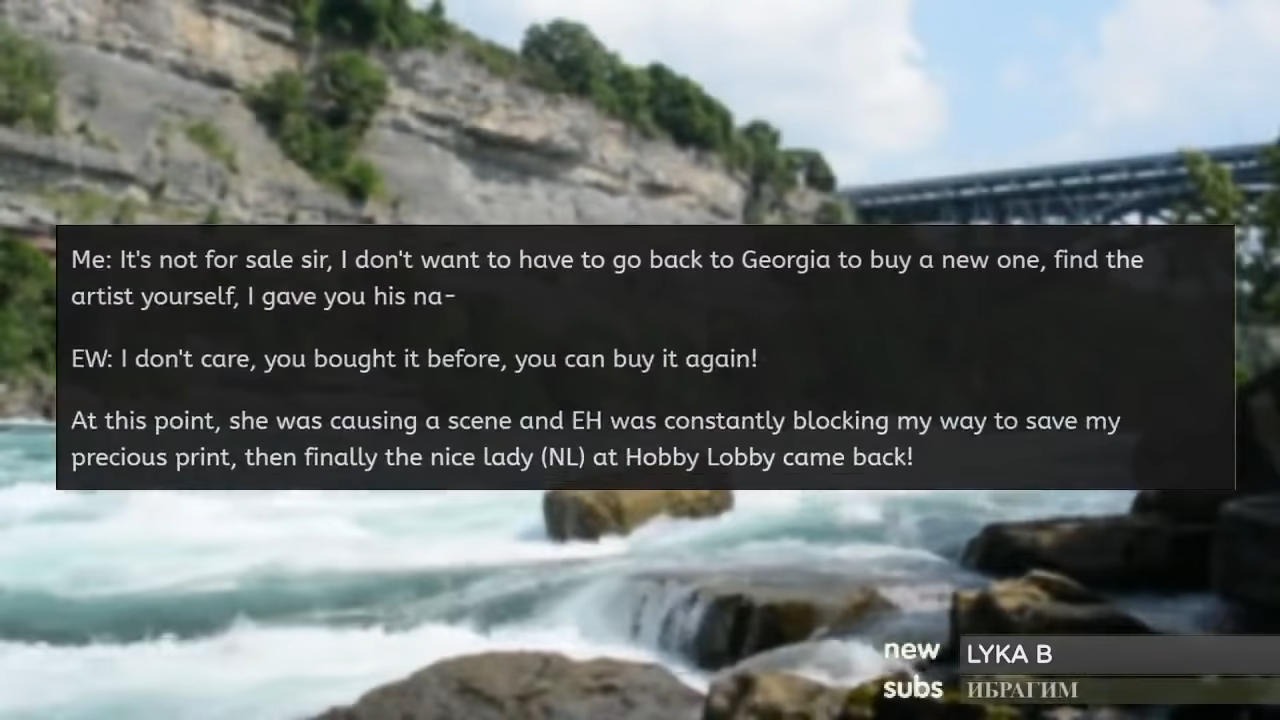 Me: It's not for sale sir, I don't want to have to go back to Georgia to buy a new one, find the
artist yourself, I gave you his na-
EW: I don't care, you bought it before, you can buy it again!
At this point, she was causing a scene and EH was constantly blocking my way to save my
precious print, then finally the nice lady (NL) at Hobby Lobby came back!
new
LYKA B
subs
ИБРАГИМ